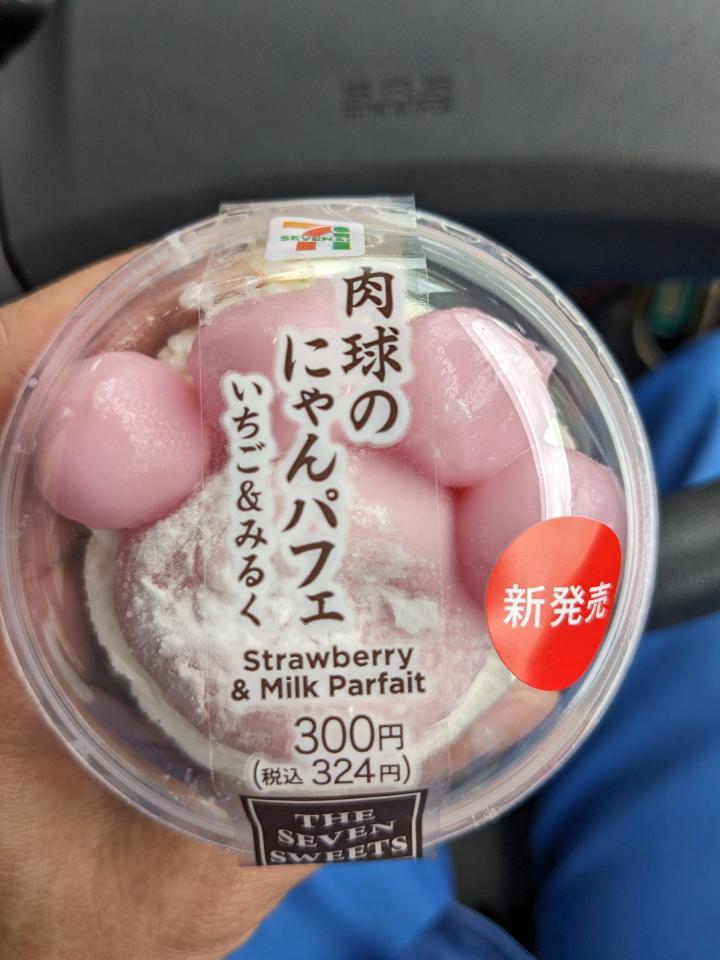 SEVEN & i
肉球の
にゃんパフェ
いちご&みるく
Strawberry
& Milk Parfait
300円
(税込 324円)
新発売
THE
SEVEN
SWEETS